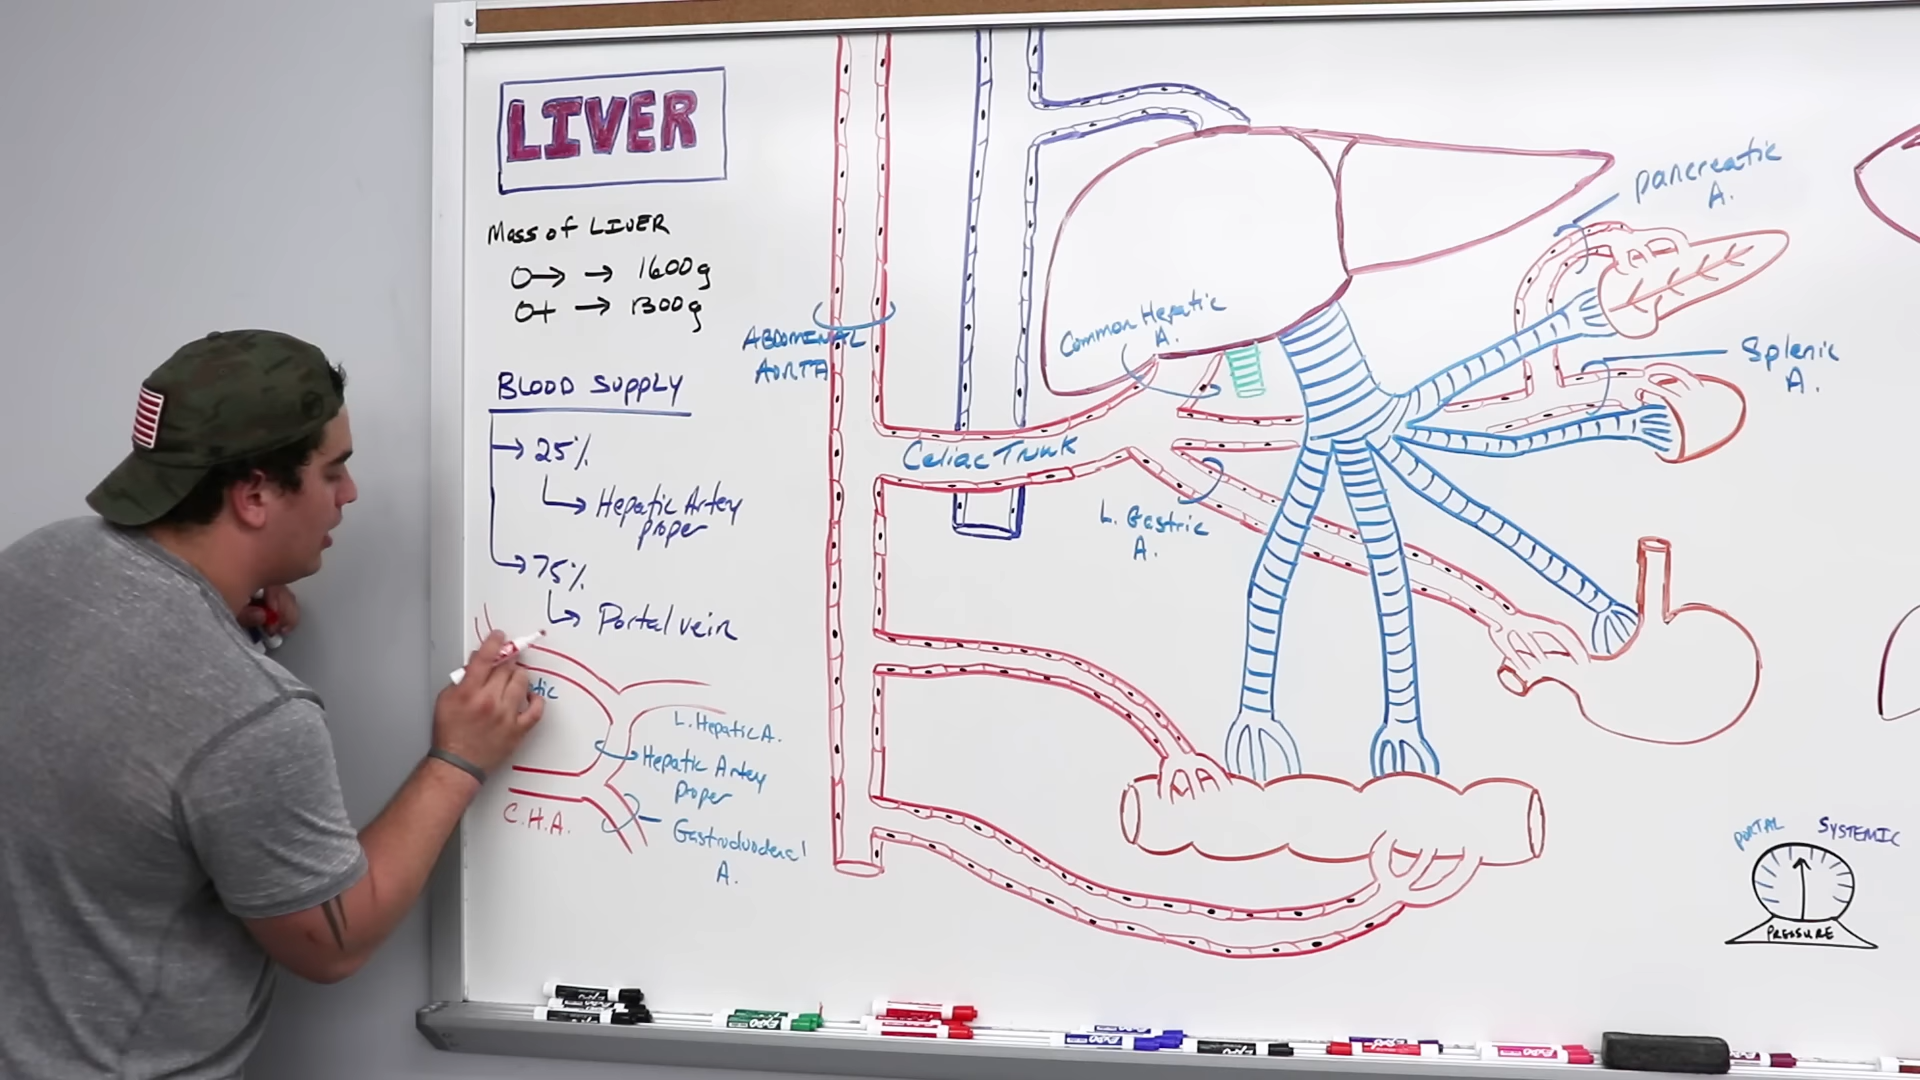 LIVER
Mass of LIVER
→ 1600g
→ 1300g
BLOOD SUPPLY
→ 25%
→ Hepatic Artery
proper
→ 75%
→ Portal vein
L. Hepatic A.
Hepatic Artey
proper
C.H.A.
Gastroduodenal
A.
ABDOMINAL
AORTA
Celiac Trunk
Common Hepatic
A.
L. Gastric
A.
pancreatic
A.
Splenic
A.
PORTAL
SYSTEMIC
PRESSURE